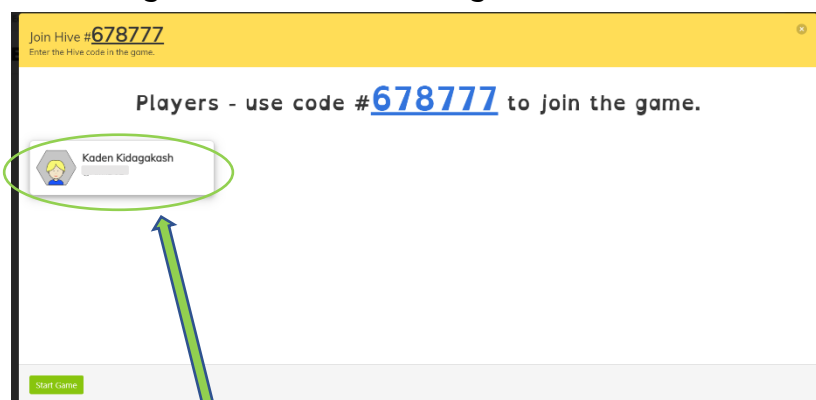 Join Hive #678777
Enter the Hive code in the game.
Players - use code #678777 to join the game.
Kaden Kidagakash
Start Game